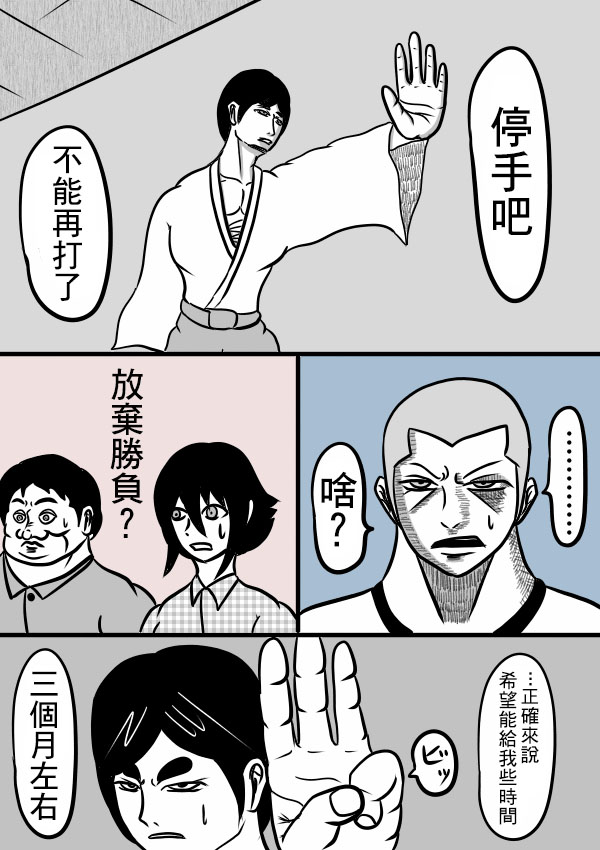 停手吧
不能再打了
………
啥？
放棄勝負？
…正確來說
希望能給我些時間
ビッ
三個月左右